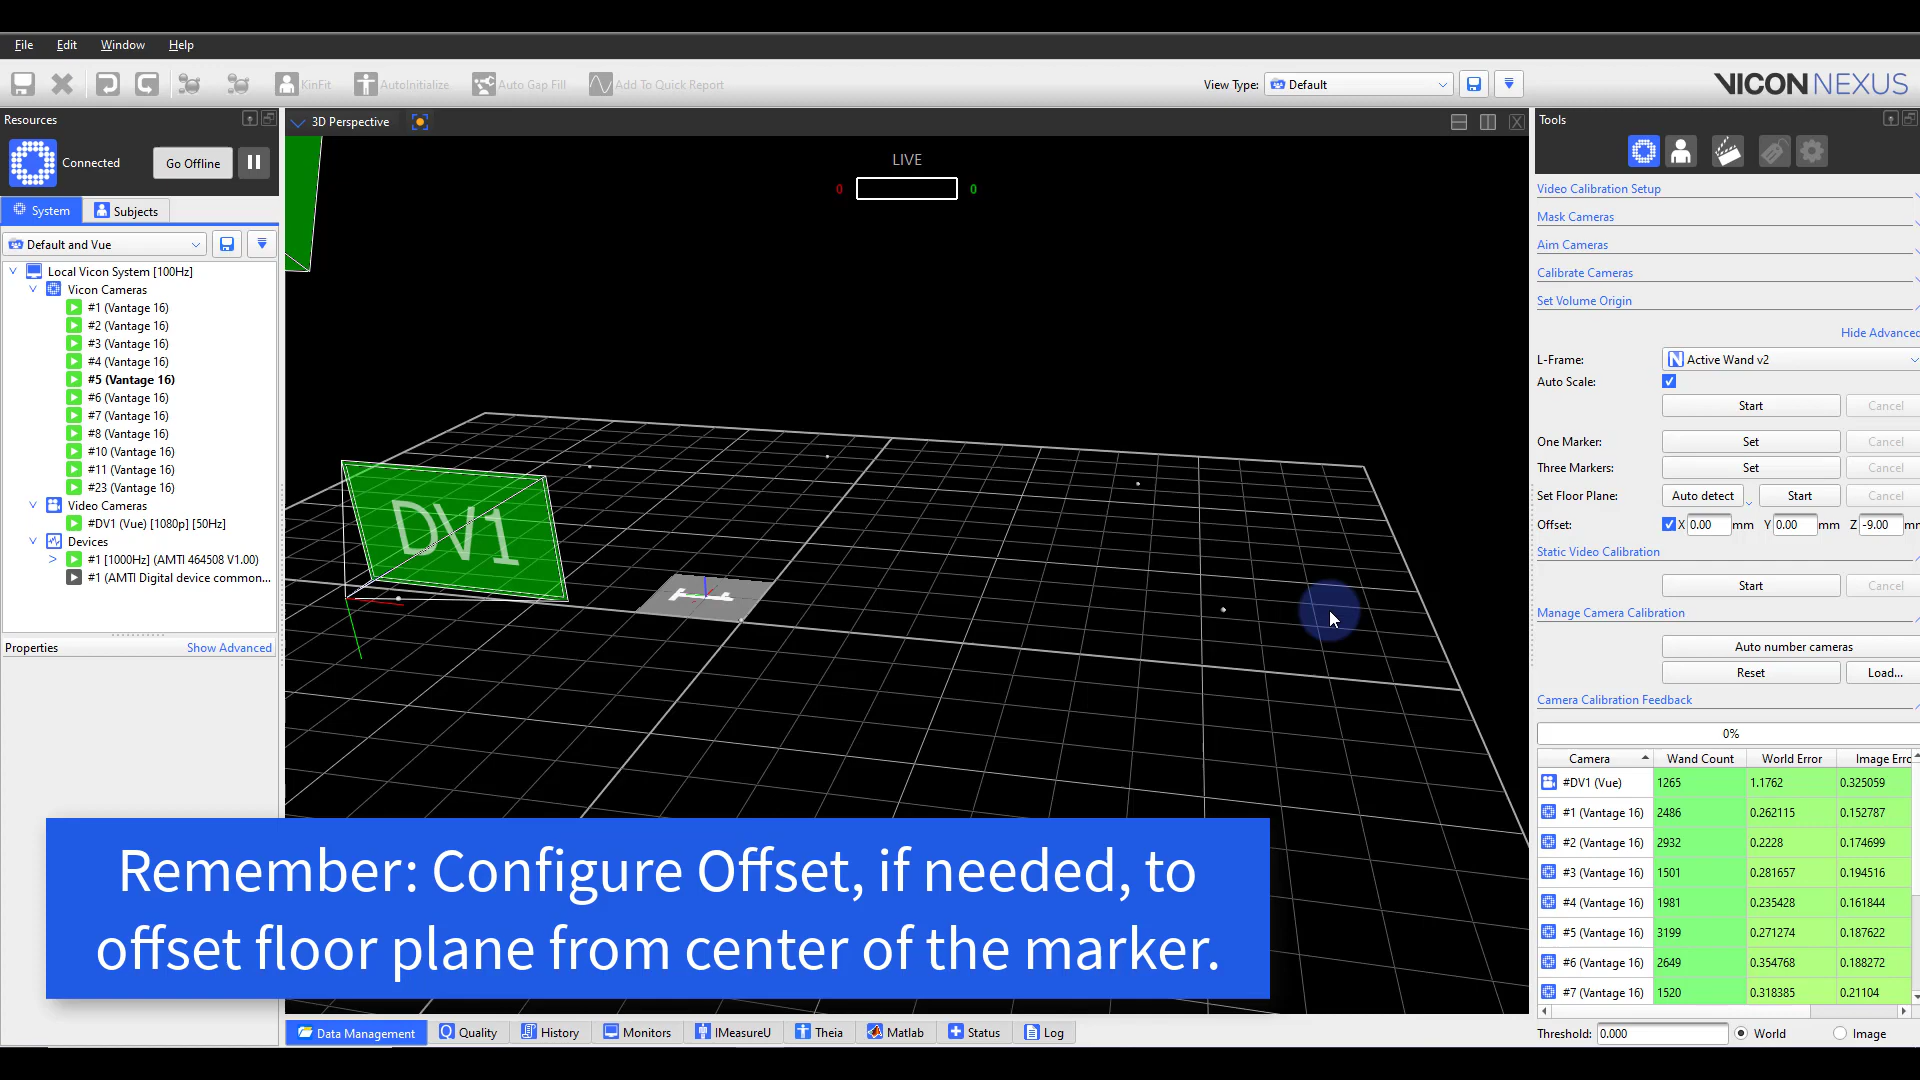 File Edit Window Help
KinFit AutoInitialize Auto Gap Fill Add To Quick Report View Type: Default VICON NEXUS
Resources
3D Perspective
Tools
Connected Go Offline
LIVE
0 0
System Subjects
Default and Vue
Local Vicon System [100Hz]
Vicon Cameras
#1 (Vantage 16)
#2 (Vantage 16)
#3 (Vantage 16)
#4 (Vantage 16)
#5 (Vantage 16)
#6 (Vantage 16)
#7 (Vantage 16)
#8 (Vantage 16)
#10 (Vantage 16)
#11 (Vantage 16)
#23 (Vantage 16)
Video Cameras
#DV1 (Vue) [1080p] [50Hz]
Devices
#1 [1000Hz] (AMTI 464508 V1.00)
#1 (AMTI Digital device common...
Properties Show Advanced
DV1
1
Video Calibration Setup
Mask Cameras
Aim Cameras
Calibrate Cameras
Set Volume Origin
Hide Advanced
L-Frame: Active Wand v2
Auto Scale:
Start Cancel
One Marker: Set Cancel
Three Markers: Set Cancel
Set Floor Plane: Auto detect Start Cancel
Offset: X 0.00 mm Y 0.00 mm Z -9.00 mm
Static Video Calibration
Start Cancel
Manage Camera Calibration
Auto number cameras
Reset Load...
Camera Calibration Feedback
0%
Camera Wand Count World Error Image Erro
#DV1 (Vue) 1265 1.1762 0.325059
#1 (Vantage 16) 2486 0.262115 0.152787
#2 (Vantage 16) 2932 0.2228 0.174699
#3 (Vantage 16) 1501 0.281657 0.194516
#4 (Vantage 16) 1981 0.235428 0.161844
#5 (Vantage 16) 3199 0.271274 0.187622
#6 (Vantage 16) 2649 0.354768 0.188272
#7 (Vantage 16) 1520 0.318385 0.21104
Threshold: 0.000 World Image
Remember: Configure Offset, if needed, to
offset floor plane from center of the marker.
Data Management Quality History Monitors IMeasureU Theia Matlab Status Log